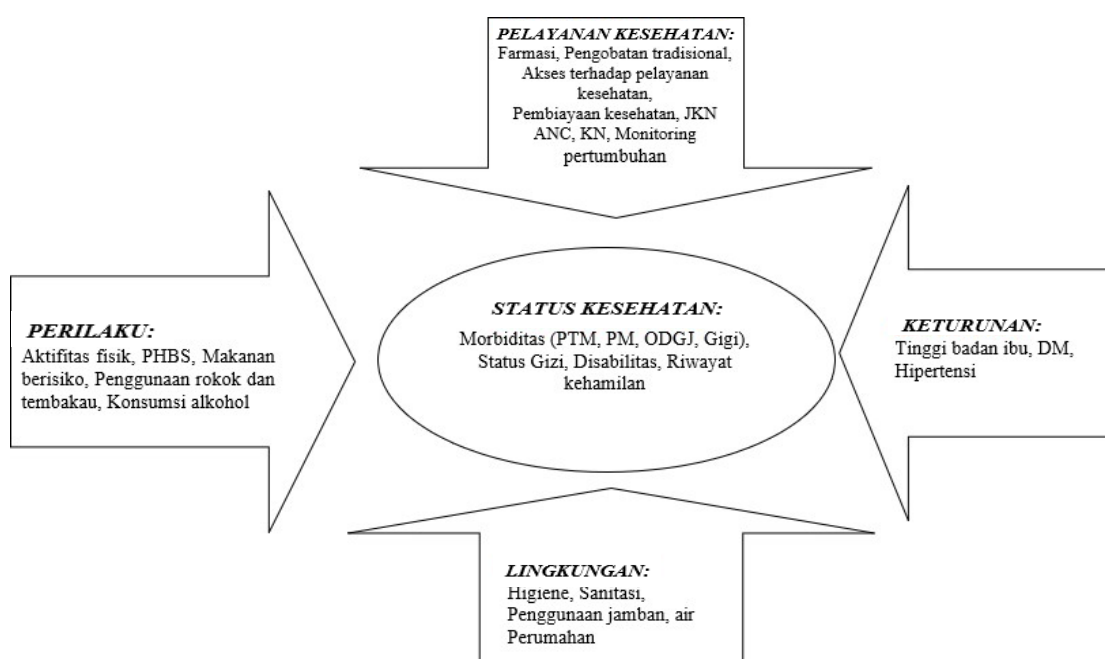 PELAYANAN KESEHATAN:
Farmasi, Pengobatan tradisional,
Akses terhadap pelayanan
kesehatan,
Pembiayaan kesehatan, JKN
ANC, KN, Monitoring
pertumbuhan
PERILAKU:
Aktifitas fisik, PHBS, Makanan
berisiko, Penggunaan rokok dan
tembakau, Konsumsi alkohol
STATUS KESEHATAN:
Morbiditas (PTM, PM, ODGJ, Gigi),
Status Gizi, Disabilitas, Riwayat
kehamilan
KETURUNAN:
Tinggi badan ibu, DM,
Hipertensi
LINGKUNGAN:
Higiene, Sanitasi,
Penggunaan jamban, air
Perumahan